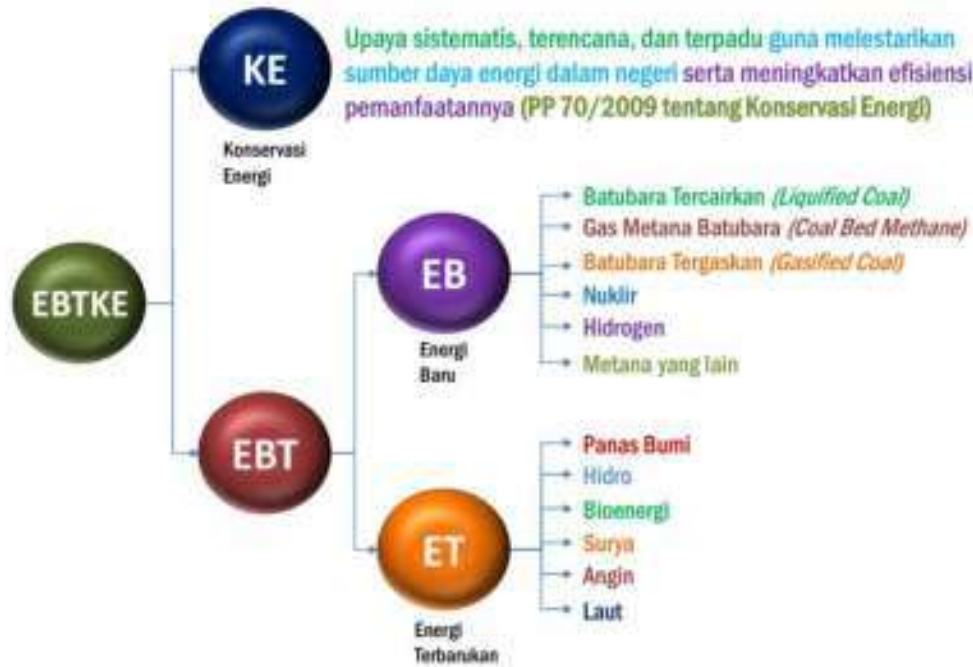 KE
Upaya sistematis, terencana, dan terpadu guna melestarikan
sumber daya energi dalam negeri serta meningkatkan efisiensi
pemanfaatannya (PP 70/2009 tentang Konservasi Energi)
Konservasi
Energi
EBTKE
EB
Energi
Baru
Batubara Tercairkan (Liquified Coal)
Gas Metana Batubara (Coal Bed Methane)
Batubara Tergaskan (Gasified Coal)
Nuklir
Hidrogen
Metana yang lain
EBT
ET
Energi
Terbarukan
Panas Bumi
Hidro
Bioenergi
Surya
Angin
Laut